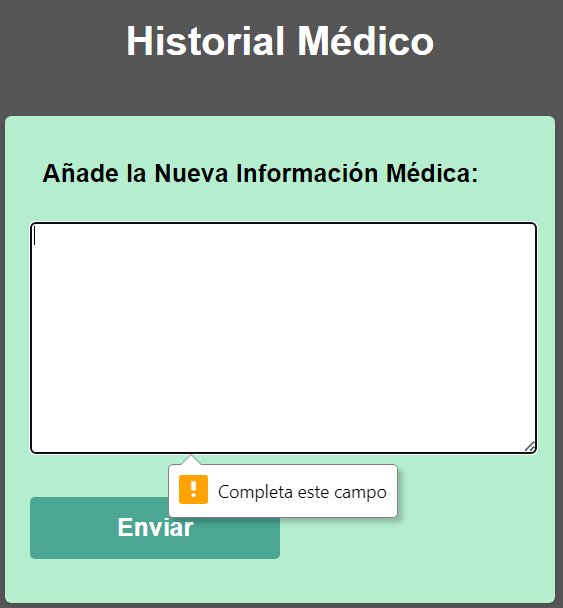 Historial Médico
Añade la Nueva Información Médica:
Completa este campo
Enviar